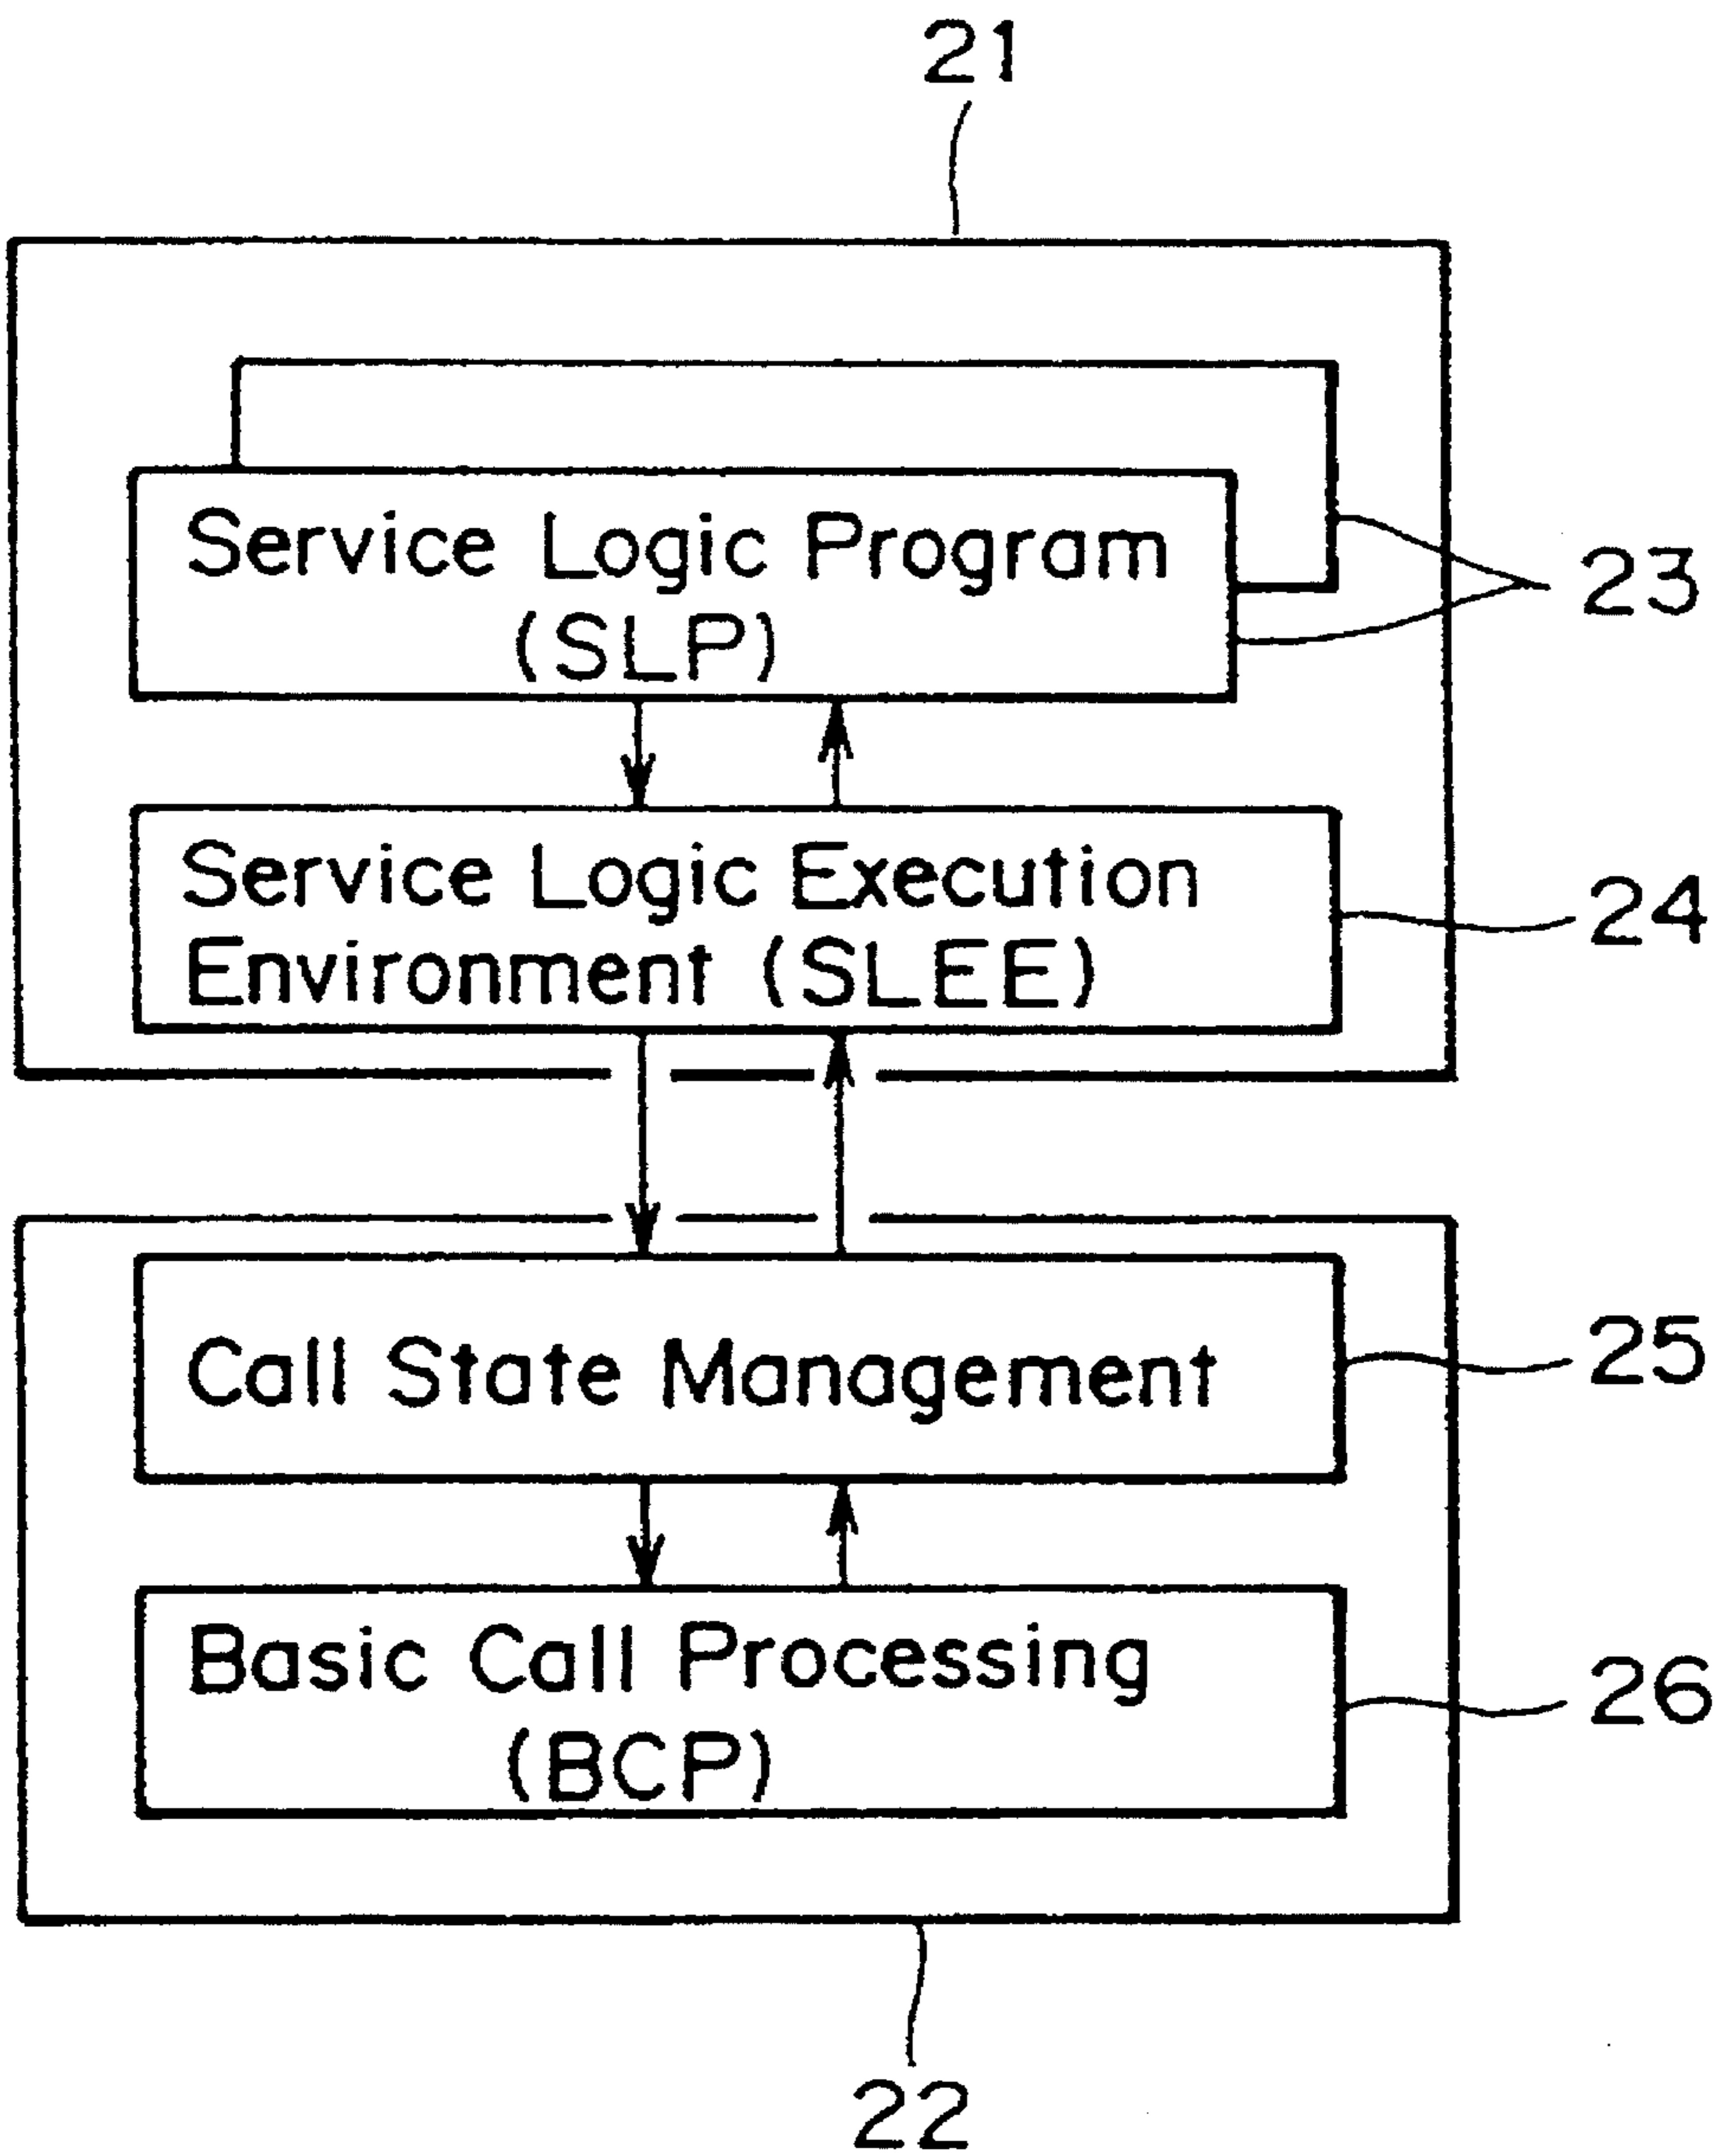 21
Service Logic Program
(SLP)
23
Service Logic Execution
Environment (SLEE)
24
Call State Management
25
Basic Call Processing
(BCP)
26
22